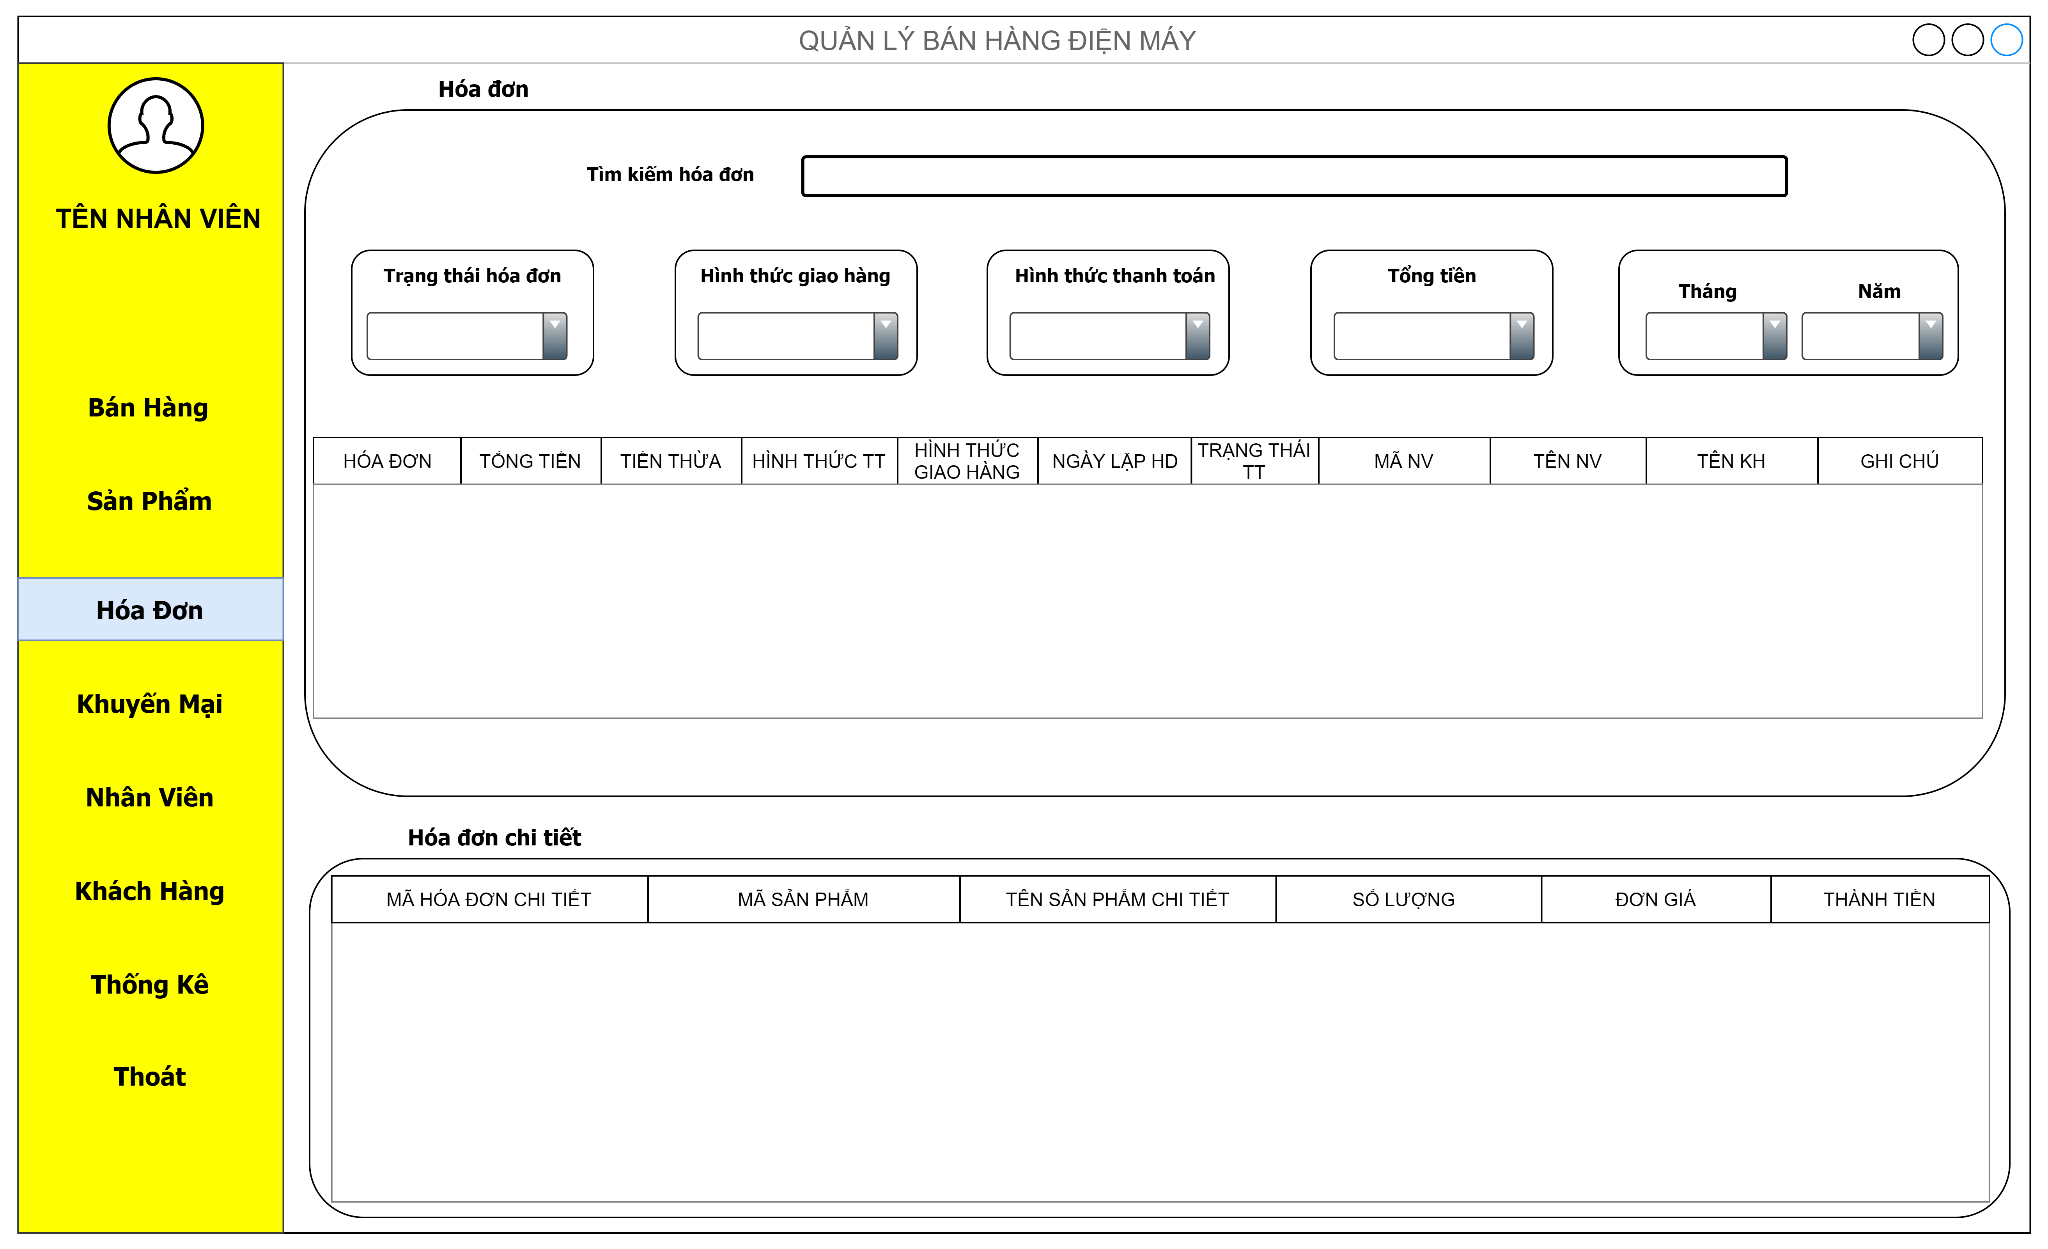 QUẢN LÝ BÁN HÀNG ĐIỆN MÁY
TÊN NHÂN VIÊN
Bán Hàng
Sản Phẩm
Hóa Đơn
Khuyến Mại
Nhân Viên
Khách Hàng
Thống Kê
Thoát
Hóa đơn
Tìm kiếm hóa đơn
Trạng thái hóa đơn
Hình thức giao hàng
Hình thức thanh toán
Tổng tiền
Tháng
Năm
HÓA ĐƠN
TỔNG TIỀN
TIỀN THỪA
HÌNH THỨC TT
HÌNH THỨC
GIAO HÀNG
NGÀY LẬP HD
TRẠNG THÁI
TT
MÃ NV
TÊN NV
TÊN KH
GHI CHÚ
Hóa đơn chi tiết
MÃ HÓA ĐƠN CHI TIẾT
MÃ SẢN PHẨM
TÊN SẢN PHẨM CHI TIẾT
SỐ LƯỢNG
ĐƠN GIÁ
THÀNH TIỀN